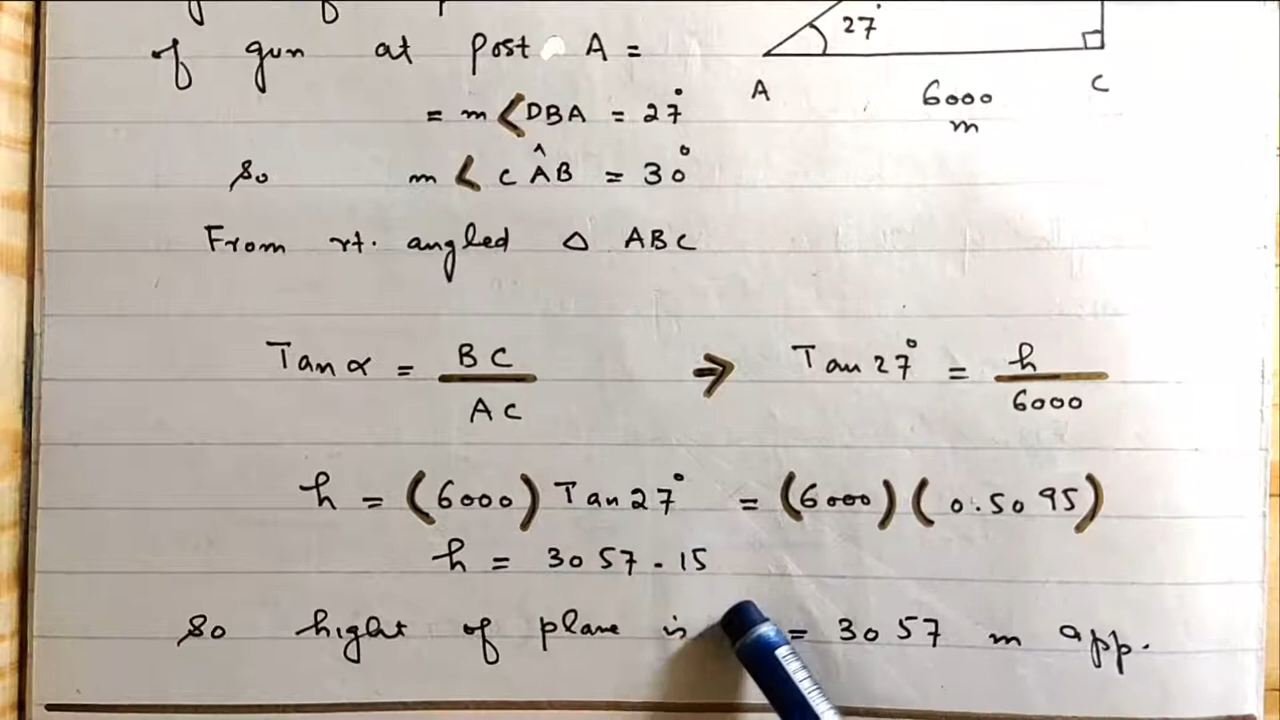 of gun at post A =
27°
A
6000
m
C
= m<DBA = 27°
So m < CÂB = 30°
From rt. angled △ ABC
Tan α = BC / AC → Tan 27° = h / 6000
h = (6000) Tan 27° = (6000)(0.5095)
h = 3057.15
So hight of plane is = 3057 m app.